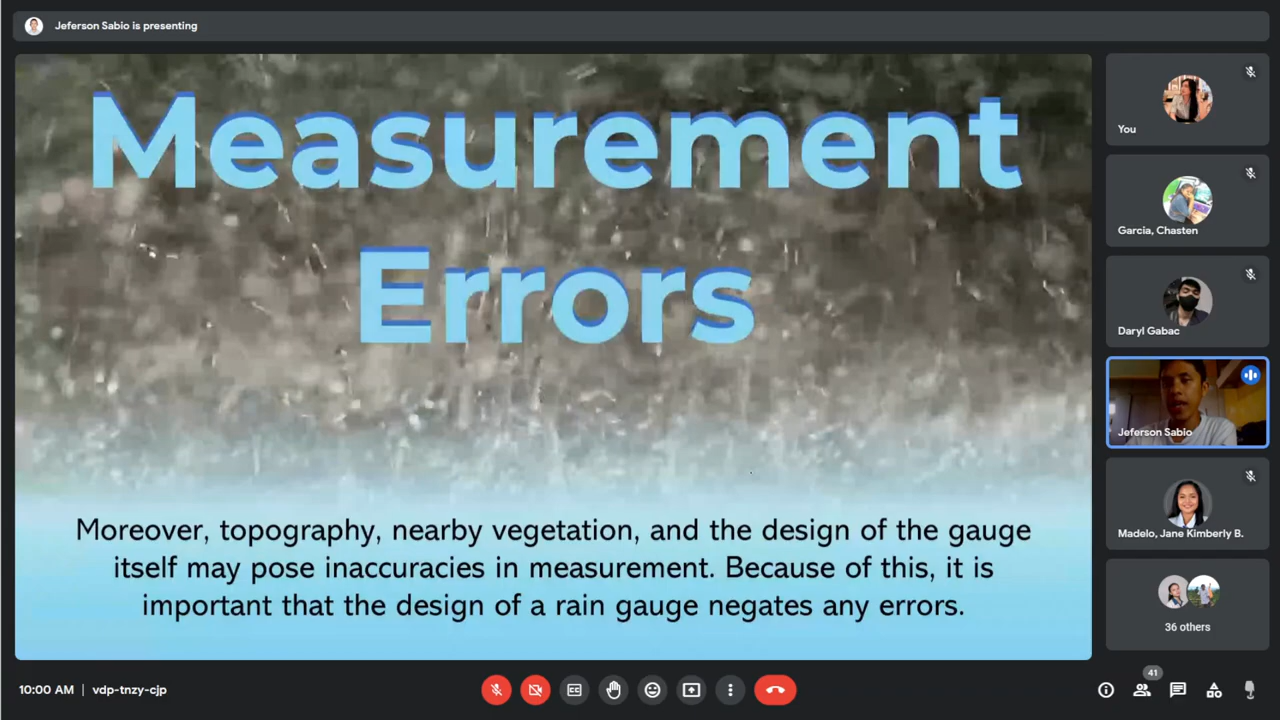 Jeferson Sabio is presenting
Measurement
Errors
Moreover, topography, nearby vegetation, and the design of the gauge
itself may pose inaccuracies in measurement. Because of this, it is
important that the design of a rain gauge negates any errors.
You
Garcia, Chasten
Daryl Gabac
Jeferson Sabio
Madelo, Jane Kimberly B.
36 others
10:00 AM | vdp-tnzy-cjp
CC
41